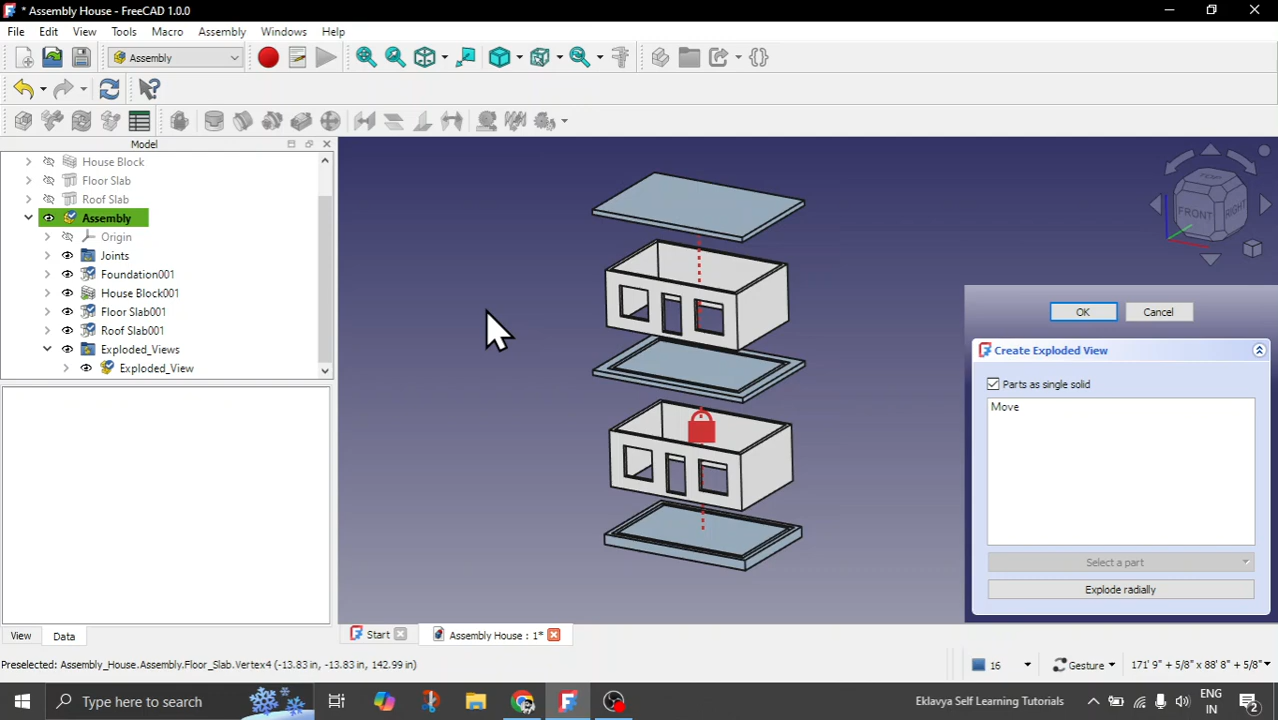 * Assembly House - FreeCAD 1.0.0
File Edit View Tools Macro Assembly Windows Help
Assembly
Model
House Block
Floor Slab
Roof Slab
Assembly
Origin
Joints
Foundation001
House Block001
Floor Slab001
Roof Slab001
Exploded_Views
Exploded_View
TOP
FRONT
RIGHT
OK Cancel
Create Exploded View
Parts as single solid
Move
Select a part
Explode radially
View Data
Start Assembly House : 1*
Preselected: Assembly_House.Assembly.Floor_Slab.Vertex4 (-13.83 in, -13.83 in, 142.99 in)
16 Gesture 171' 9" + 5/8" x 88' 8" + 5/8"
Type here to search
Eklavya Self Learning Tutorials
ENG
IN
2